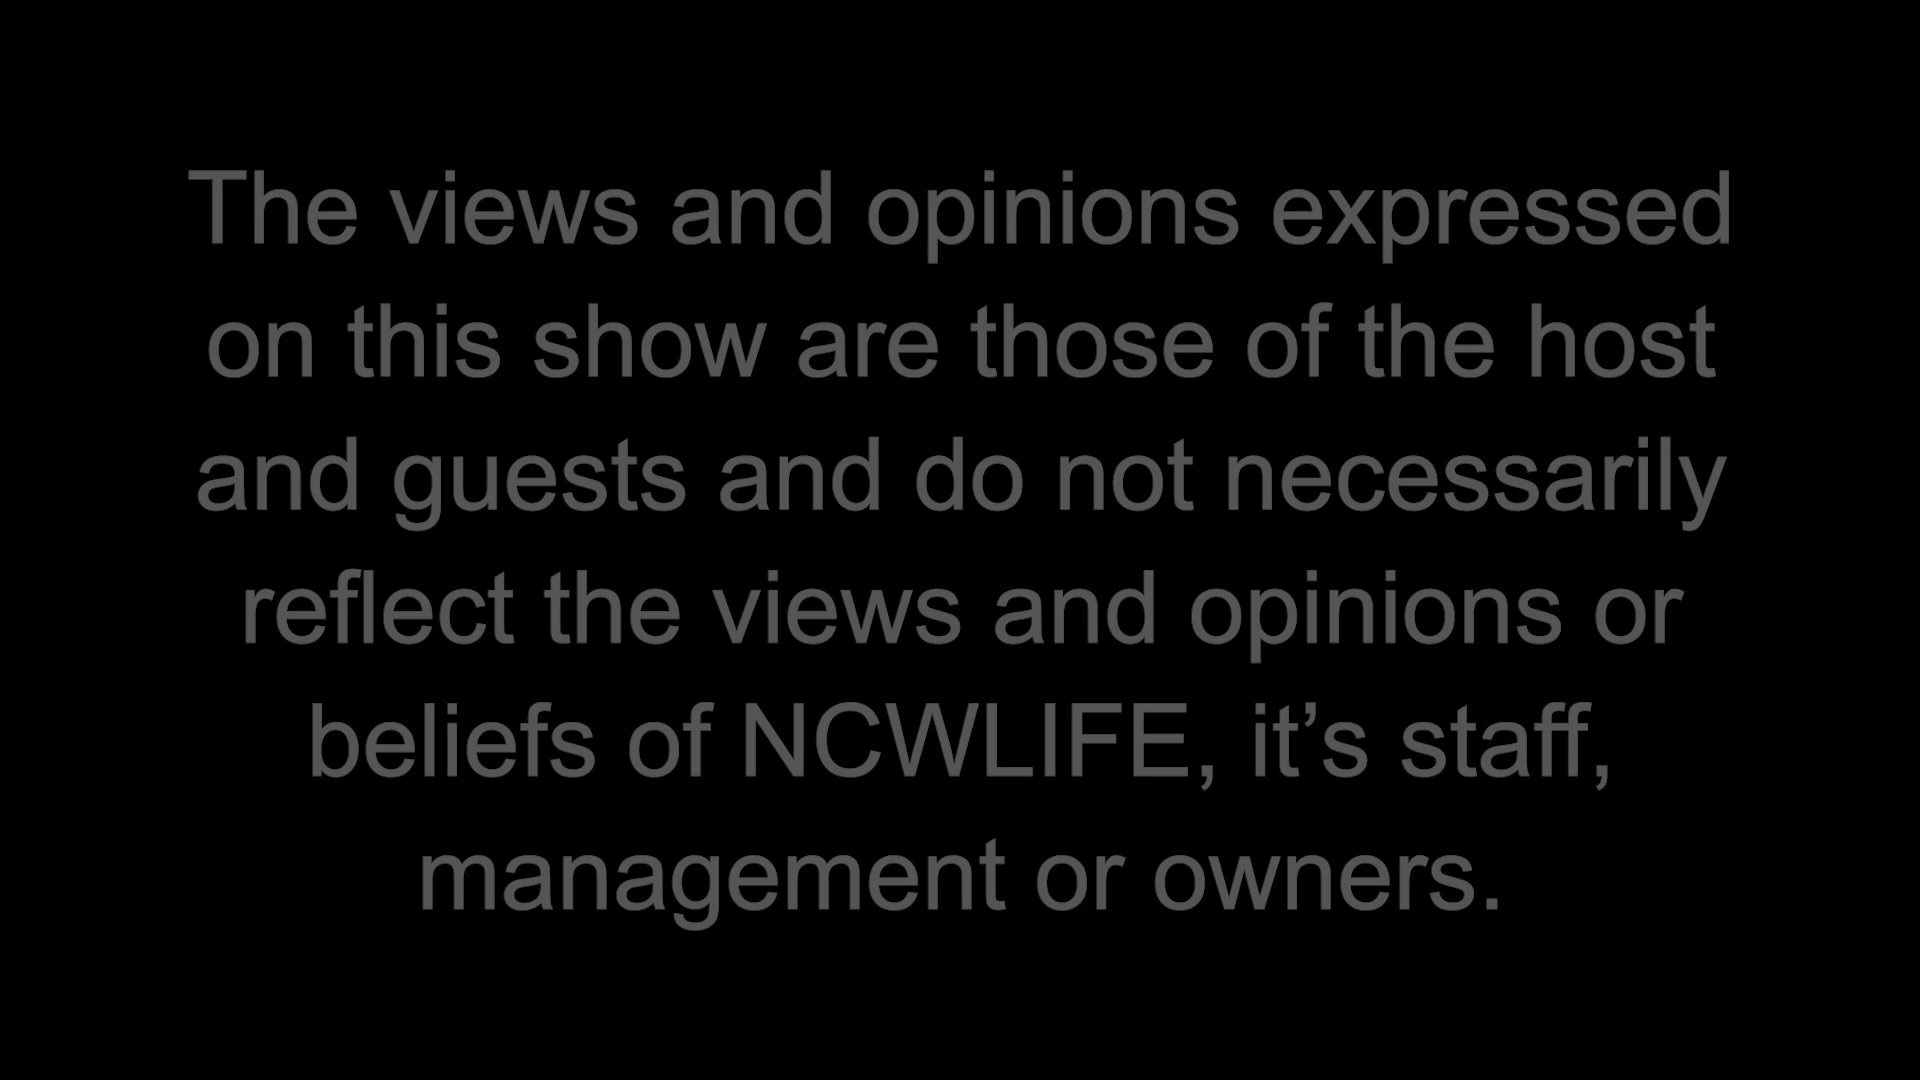 The views and opinions expressed
on this show are those of the host
and guests and do not necessarily
reflect the views and opinions or
beliefs of NCWLIFE, it’s staff,
management or owners.